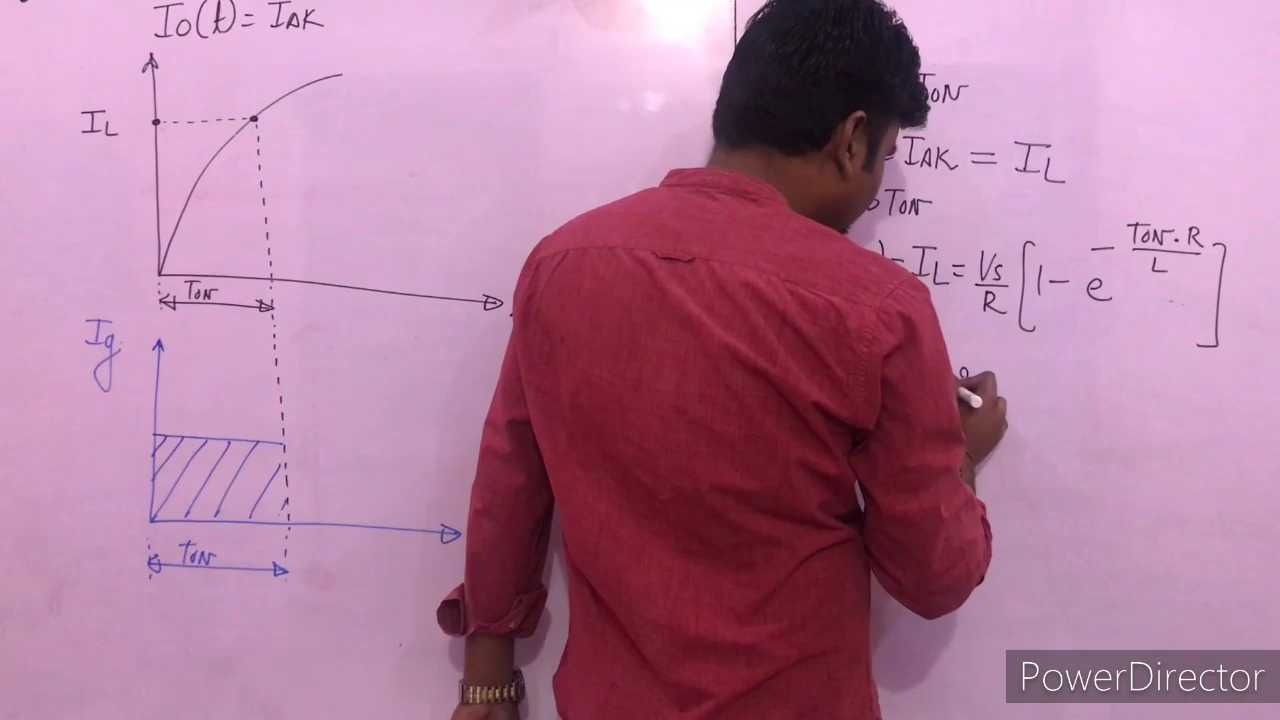 Io(t) = IAK
IL
TON
Ig
TON
TON
IAK = IL
TON
IL = Vs/R [1 - e^(- TON . R / L)]
PowerDirector